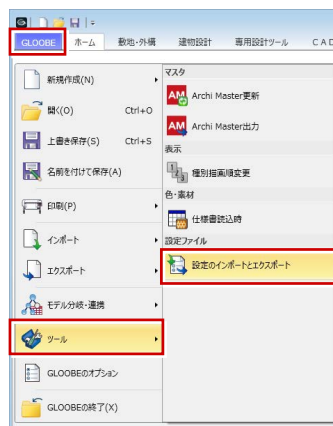 GLOOBE
ホーム
敷地・外構
建物設計
専用設計ツール
CAD
新規作成(N)
開く(O) Ctrl+O
上書き保存(S) Ctrl+S
名前を付けて保存(A)
印刷(P)
インポート
エクスポート
モデル分岐・連携
ツール
GLOOBEのオプション
GLOOBEの終了(X)
マスタ
AM Archi Master更新
AM Archi Master出力
表示
123 種別描画順変更
色・素材
仕様書読込時
設定ファイル
設定のインポートとエクスポート